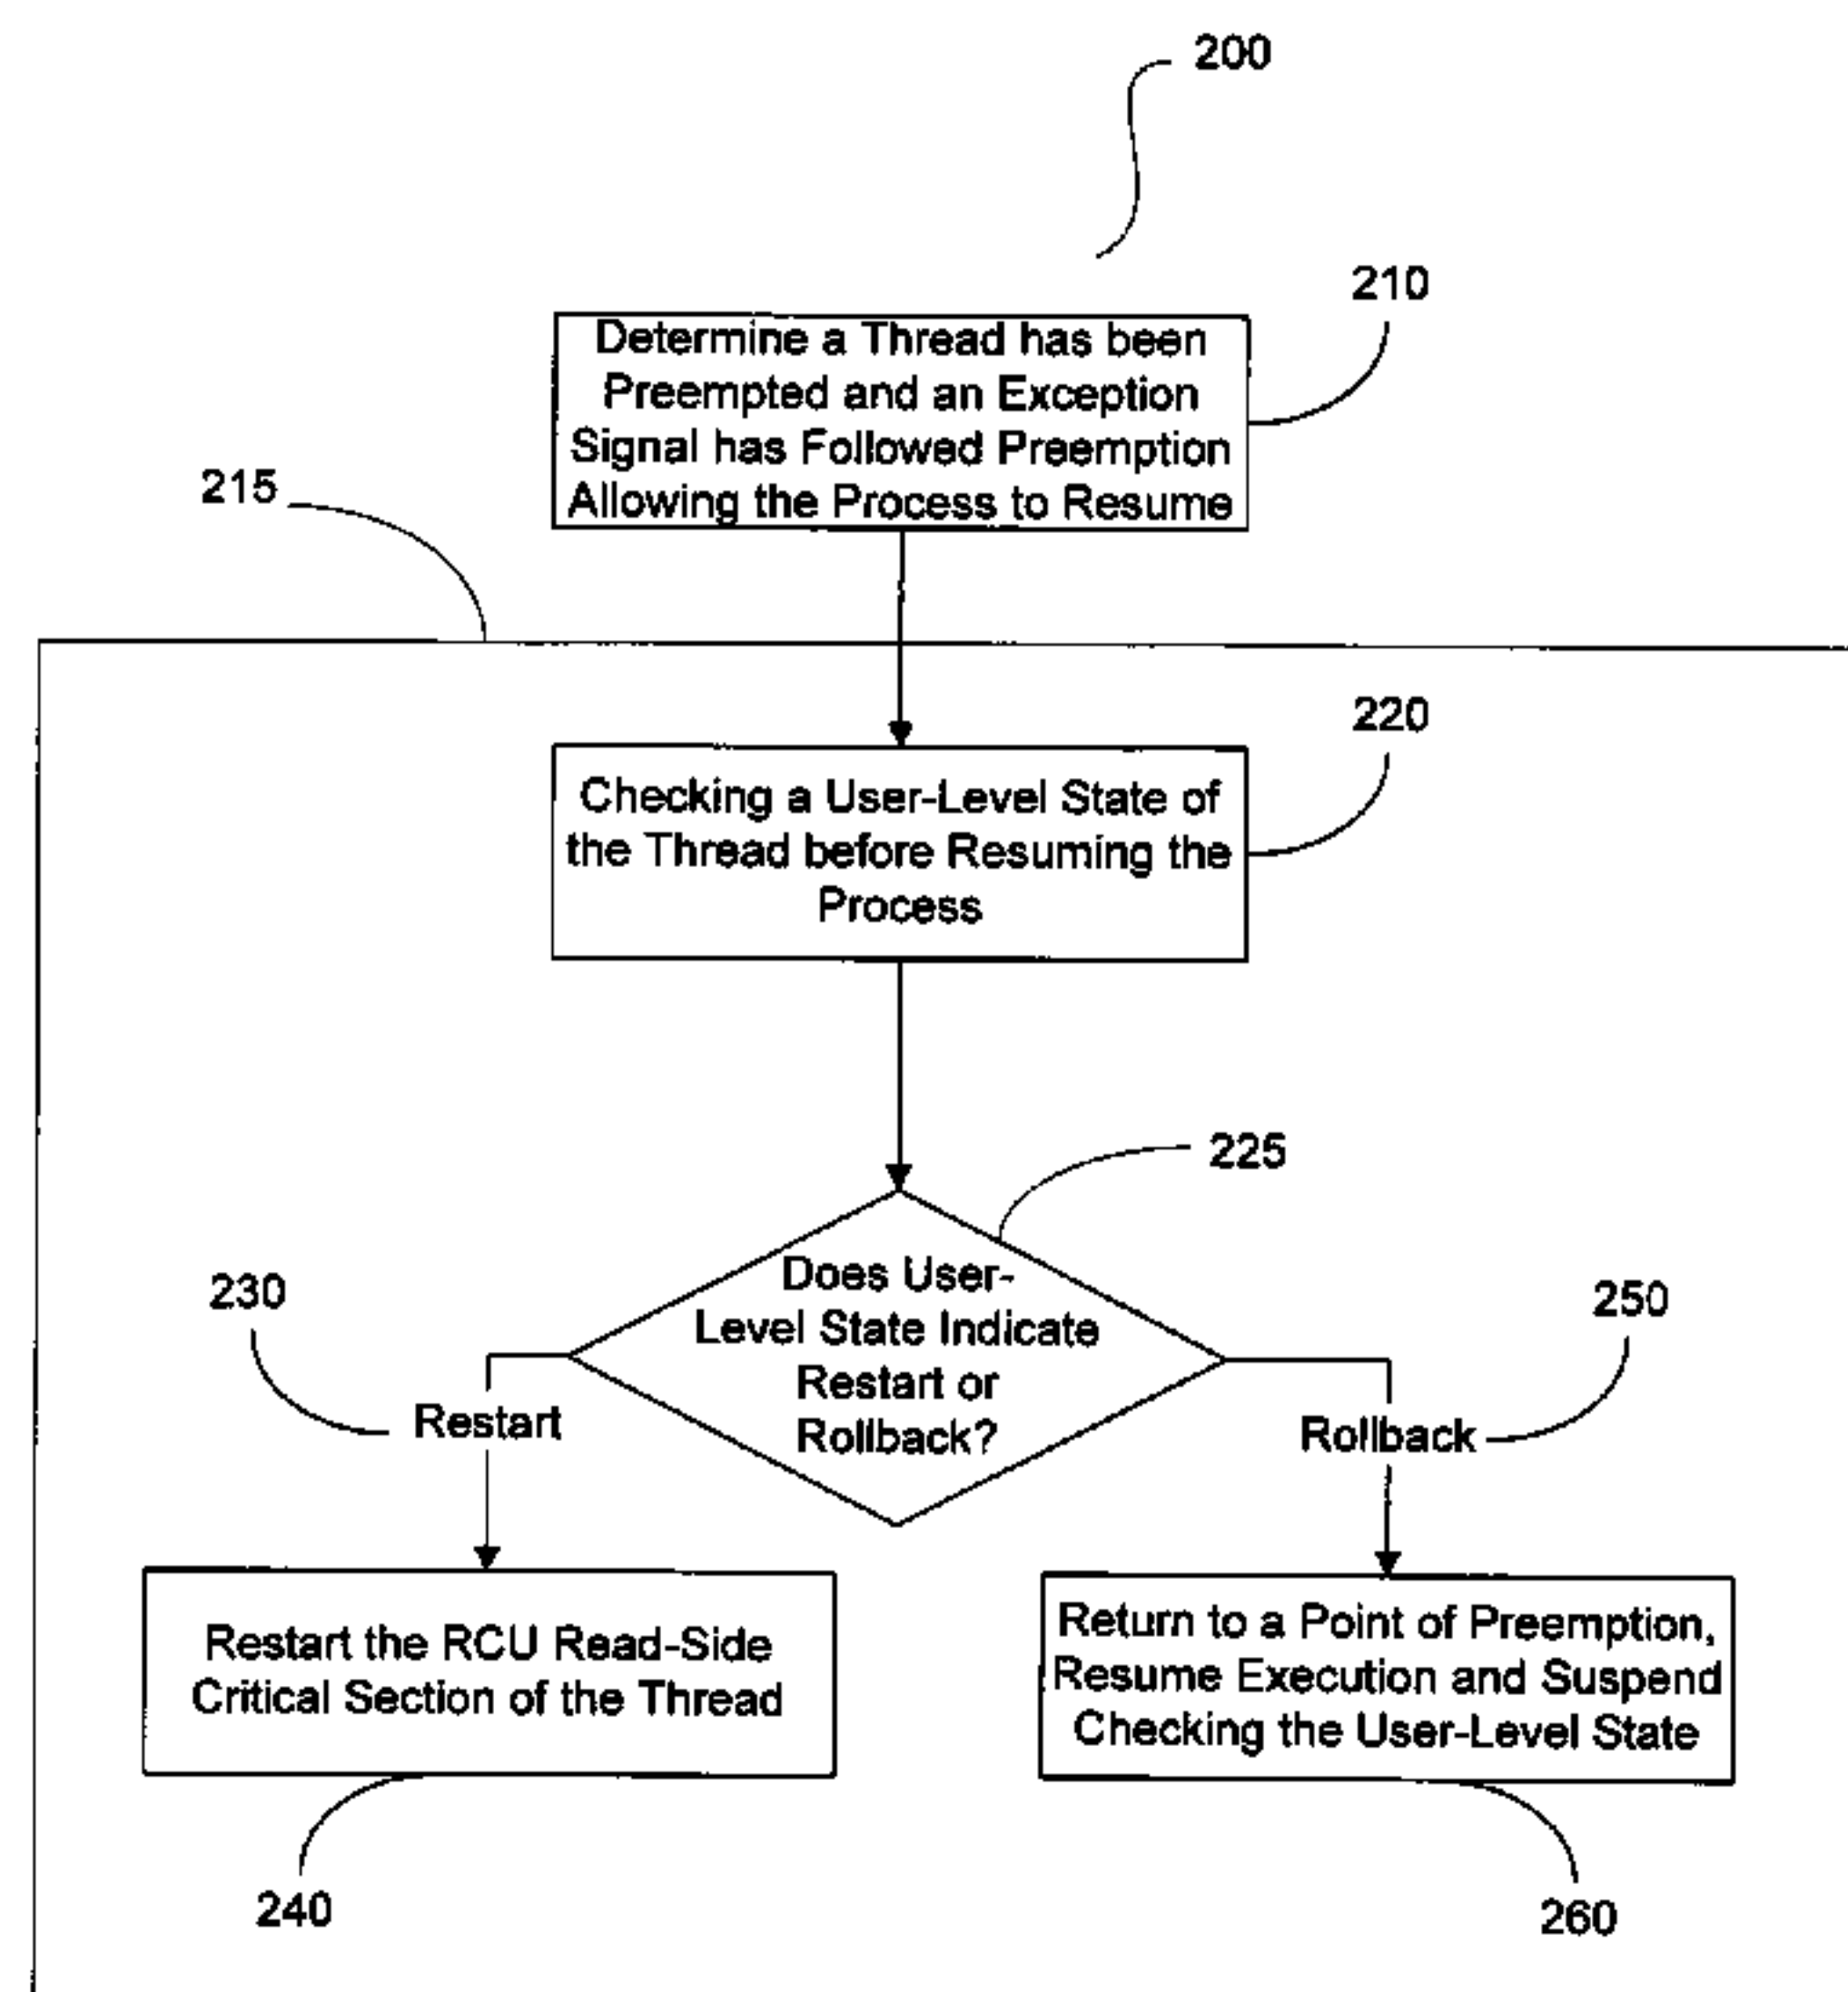 200
210
Determine a Thread has been
Preempted and an Exception
Signal has Followed Preemption
Allowing the Process to Resume
215
220
Checking a User-Level State of
the Thread before Resuming the
Process
225
Does User-
Level State Indicate
Restart or
Rollback?
230
Restart
250
Rollback
Restart the RCU Read-Side
Critical Section of the Thread
Return to a Point of Preemption,
Resume Execution and Suspend
Checking the User-Level State
240
260